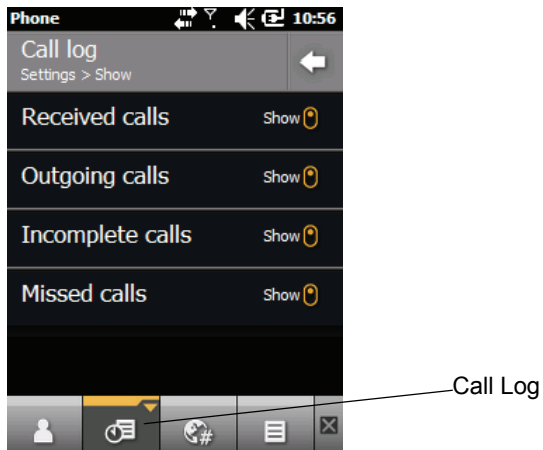 Phone 10:56
Call log
Settings > Show
Received calls Show
Outgoing calls Show
Incomplete calls Show
Missed calls Show
Call Log
#